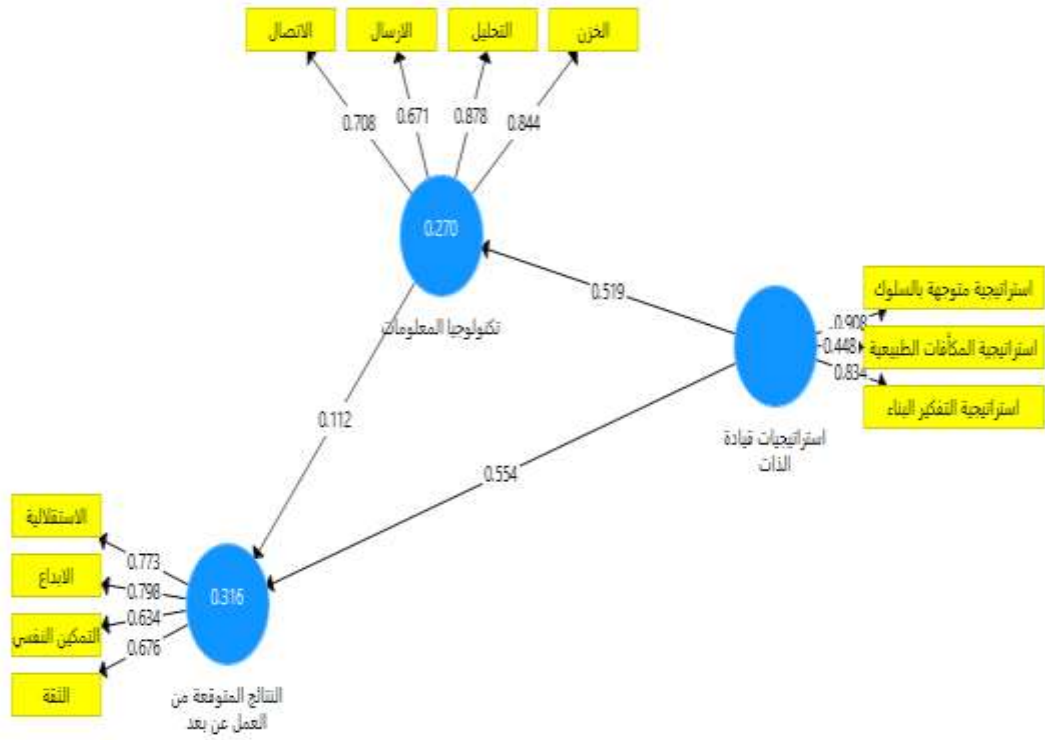 الخزن
التحليل
الارسال
الاتصال
0.844
0.878
0.671
0.708
0.270
تكنولوجيا المعلومات
0.519
استراتيجية متوجهة بالسلوك
0.908
استراتيجية المكأفات الطبيعية
0.448
0.834
استراتيجية التفكير البناء
استراتيجيات قيادة
الذات
0.112
0.554
الاستقلالية
0.773
الابداع
0.798
0.634
التمكين النفسي
0.676
الثقة
0.316
النتائج المتوقعة من
العمل عن بعد